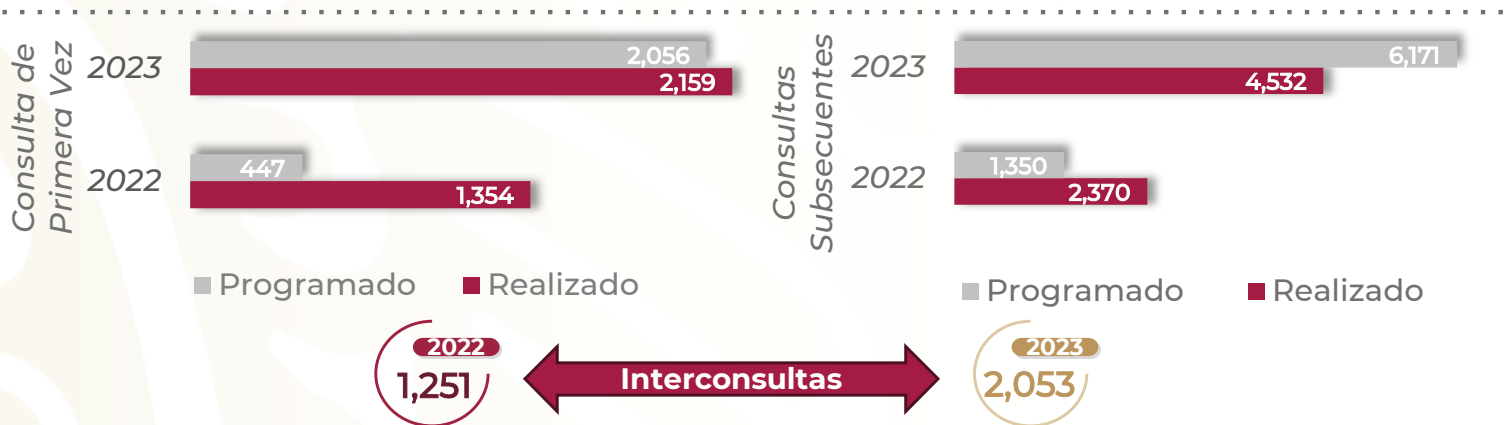 Consulta de
Primera Vez
2023
2,056
2,159
2022
447
1,354
Programado
Realizado
Consultas
Subsecuentes
2023
6,171
4,532
2022
1,350
2,370
Programado
Realizado
2022
1,251
Interconsultas
2023
2,053